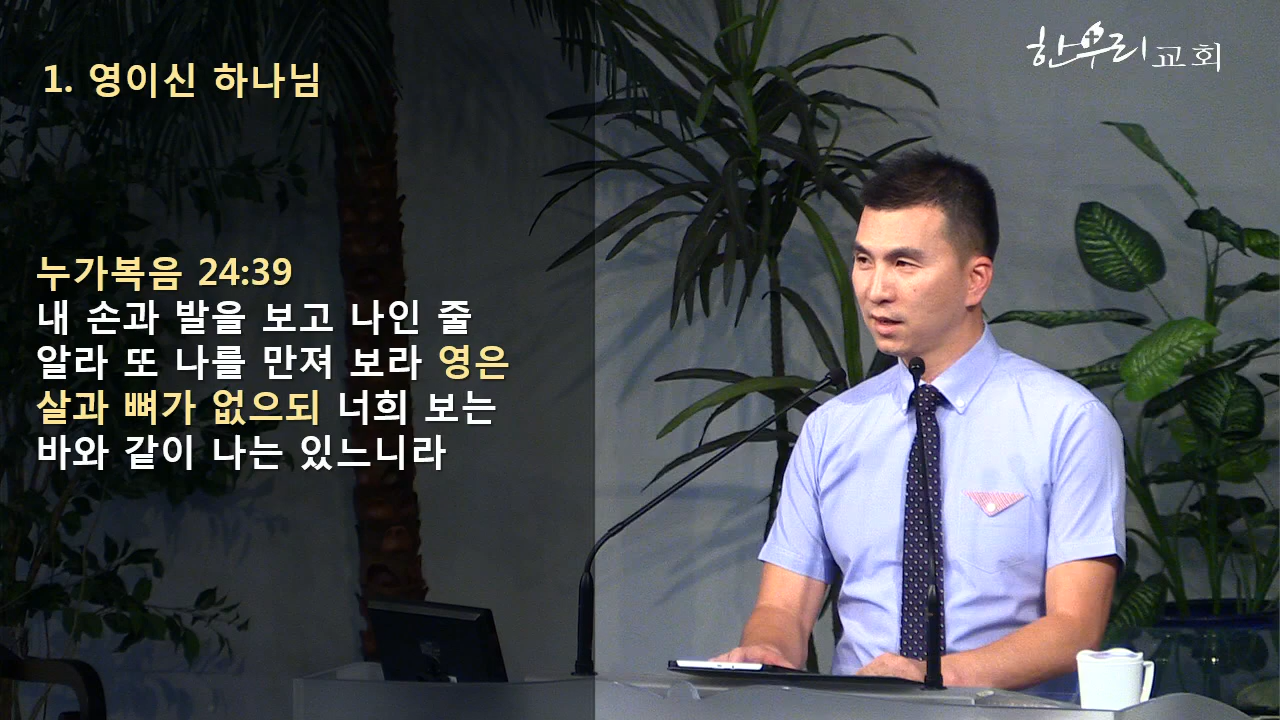 1. 영이신 하나님
한우리교회
누가복음 24:39
내 손과 발을 보고 나인 줄
알라 또 나를 만져 보라 영은
살과 뼈가 없으되 너희 보는
바와 같이 나는 있느니라